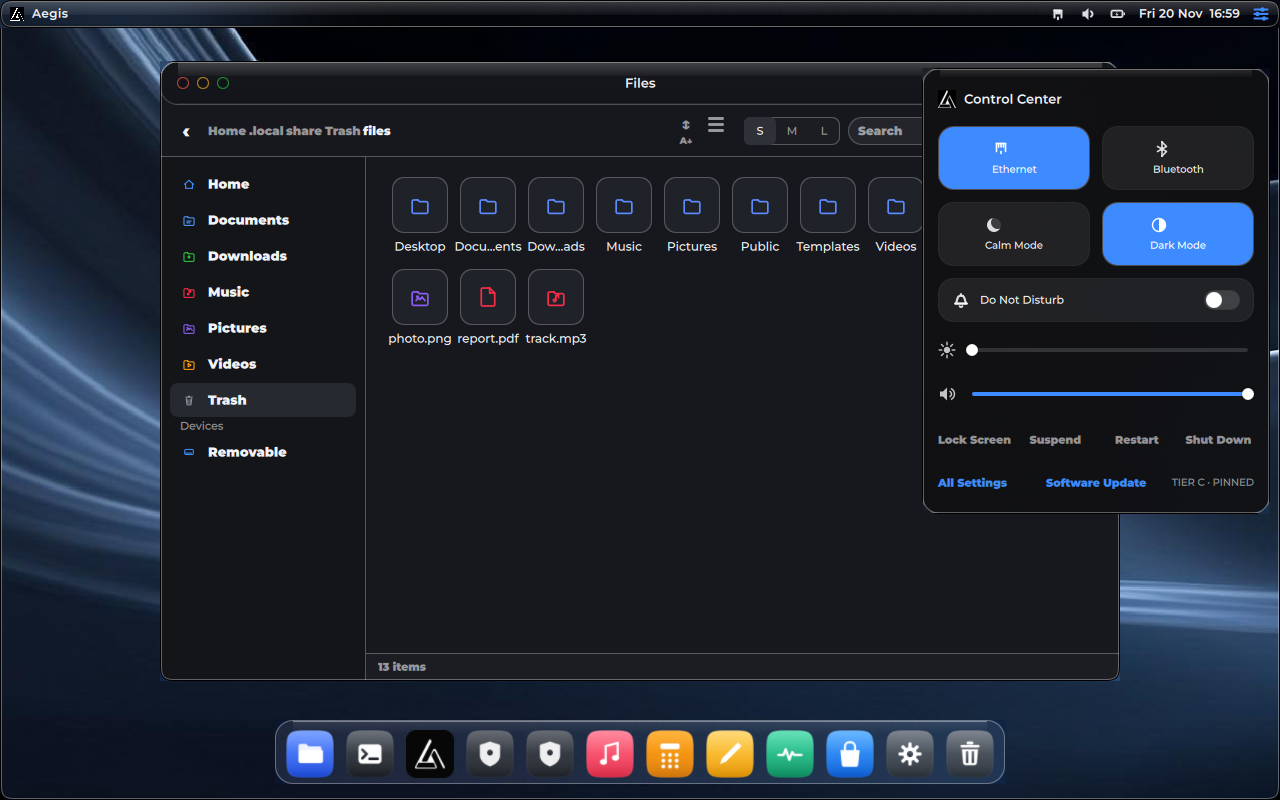 Aegis
Fri 20 Nov 16:59
Files
Home .local share Trash files
A+
S M L
Search
Home
Documents
Downloads
Music
Pictures
Videos
Trash
Devices
Removable
Desktop Docu...ents Dow...ads Music Pictures Public Templates Videos
photo.png report.pdf track.mp3
13 items
Control Center
Ethernet Bluetooth
Calm Mode Dark Mode
Do Not Disturb
Lock Screen Suspend Restart Shut Down
All Settings Software Update TIER C · PINNED